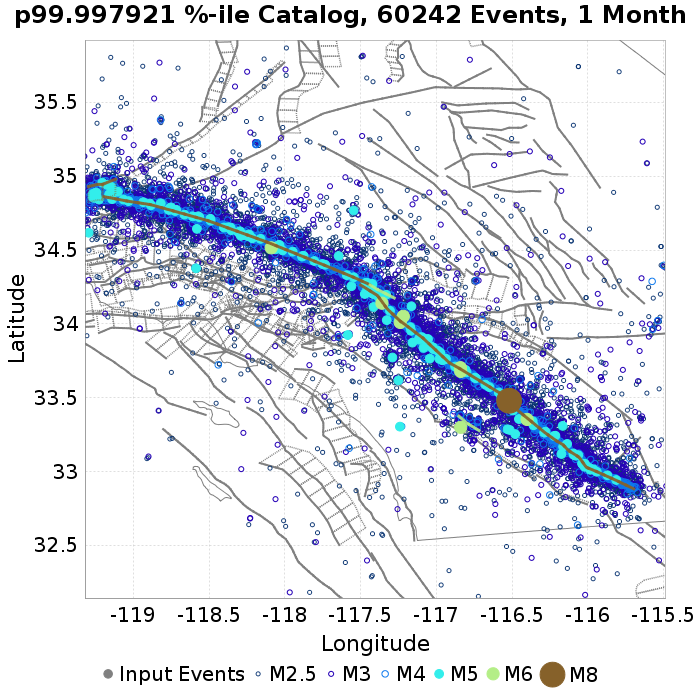 p99.997921 %-ile Catalog, 60242 Events, 1 Month
35.5
35
34.5
34
33.5
33
32.5
Latitude
-119 -118.5 -118 -117.5 -117 -116.5 -116 -115.5
Longitude
Input Events M2.5 M3 M4 M5 M6 M8